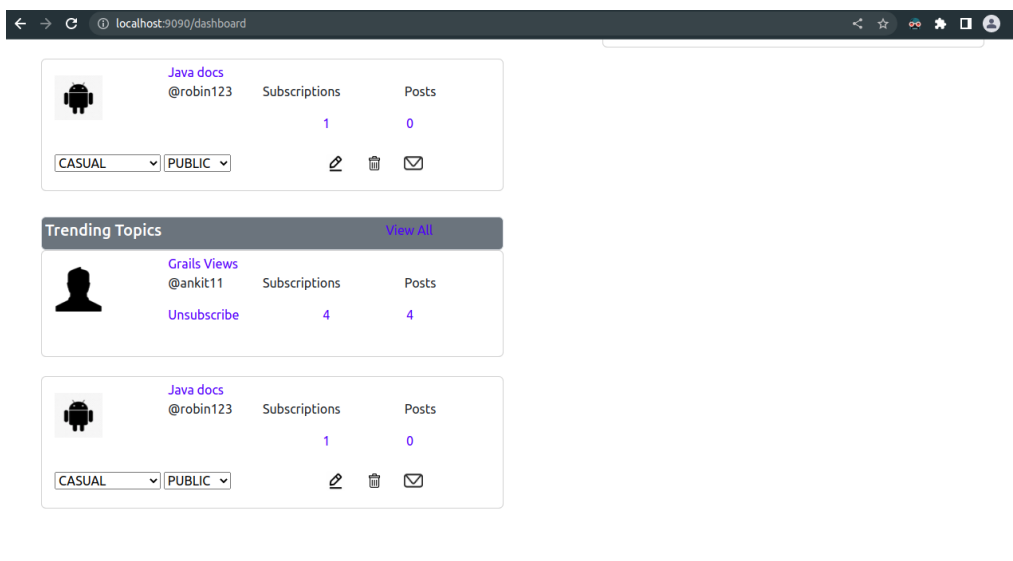 localhost:9090/dashboard
Java docs
@robin123 Subscriptions Posts
1 0
CASUAL PUBLIC
Trending Topics View All
Grails Views
@ankit11 Subscriptions Posts
Unsubscribe 4 4
Java docs
@robin123 Subscriptions Posts
1 0
CASUAL PUBLIC